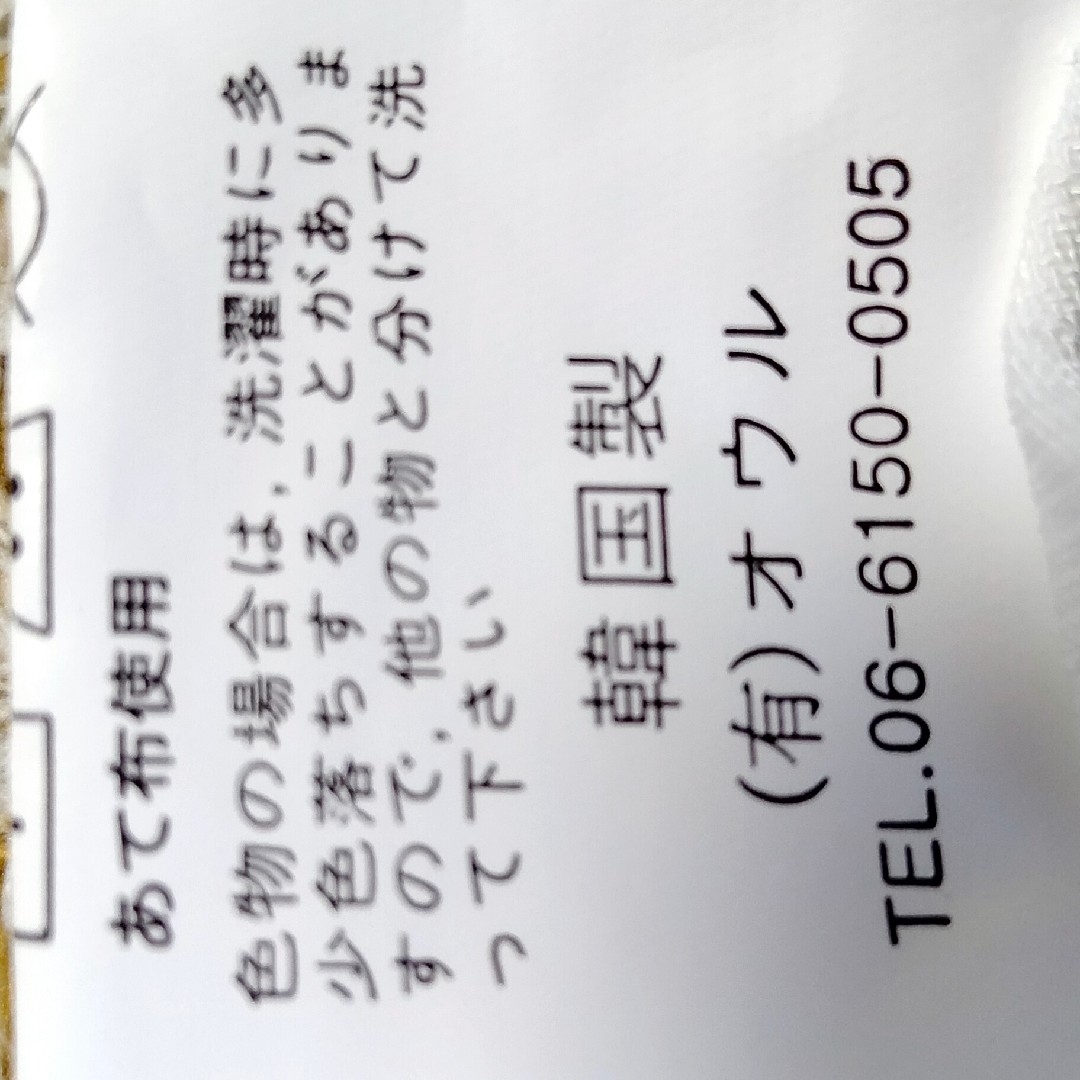 あて布使用
色物の場合は,洗濯時に多
少色落ちすることがありま
すので,他の物と分けて洗
って下さい
韓国製
(有)オウル
TEL.06-6150-0505